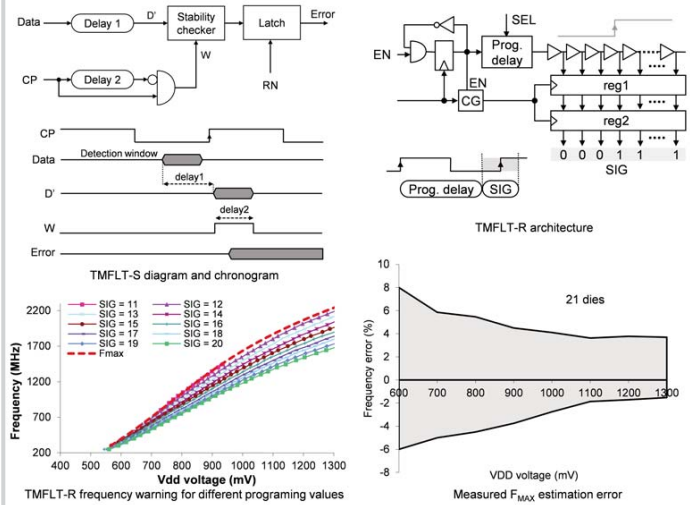 Data
Delay 1
D'
Stability checker
Latch
Error
W
CP
Delay 2
RN
CP
Data
Detection window
delay1
D'
delay2
W
Error
TMFLT-S diagram and chronogram
SEL
EN
Prog. delay
EN
CG
reg1
reg2
0 0 0 1 1 1 1
SIG
Prog. delay
SIG
TMFLT-R architecture
Frequency (MHz)
2200
1700
1200
700
200
SIG = 11
SIG = 12
SIG = 13
SIG = 14
SIG = 15
SIG = 16
SIG = 17
SIG = 18
SIG = 19
SIG = 20
Fmax
400 500 600 700 800 900 1000 1100 1200 1300
Vdd voltage (mV)
TMFLT-R frequency warning for different programing values
Frequency error (%)
10
8
6
4
2
0
-2
-4
-6
-8
21 dies
600 700 800 900 1000 1100 1200 1300
VDD voltage (mV)
Measured FMAX estimation error